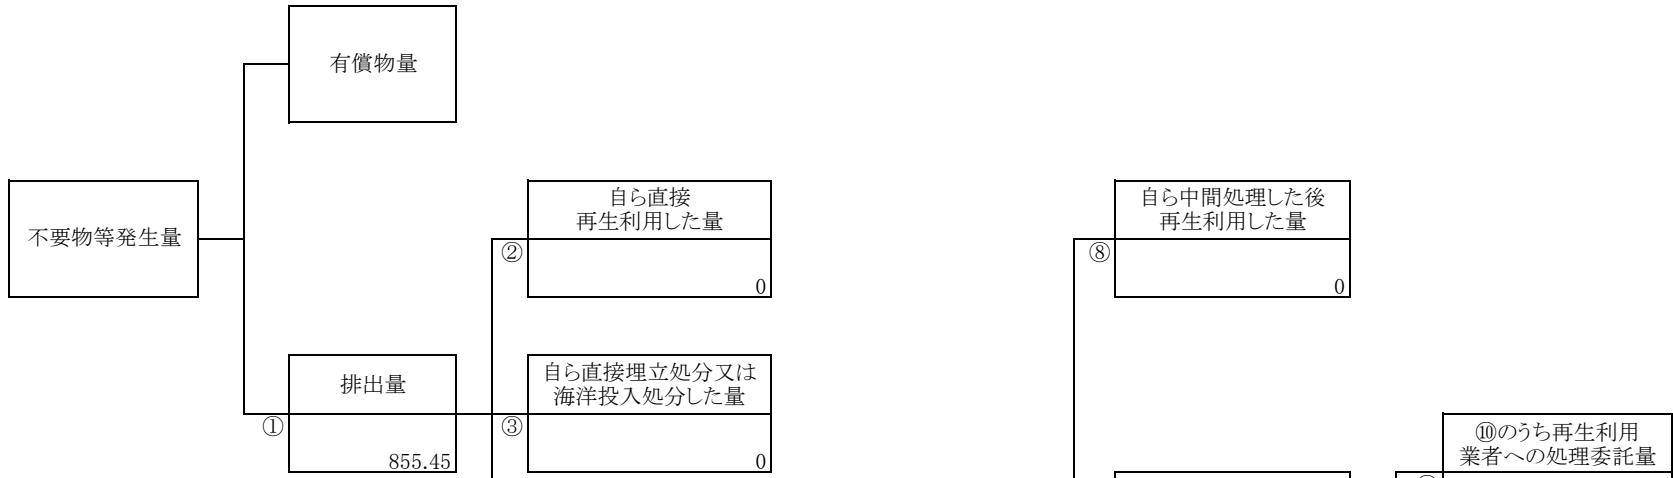 有償物量
不要物等発生量
自ら直接
再生利用した量
②
0
自ら中間処理した後
再生利用した量
⑧
0
排出量
①
855.45
自ら直接埋立処分又は
海洋投入処分した量
③
0
⑩のうち再生利用
業者への処理委託量